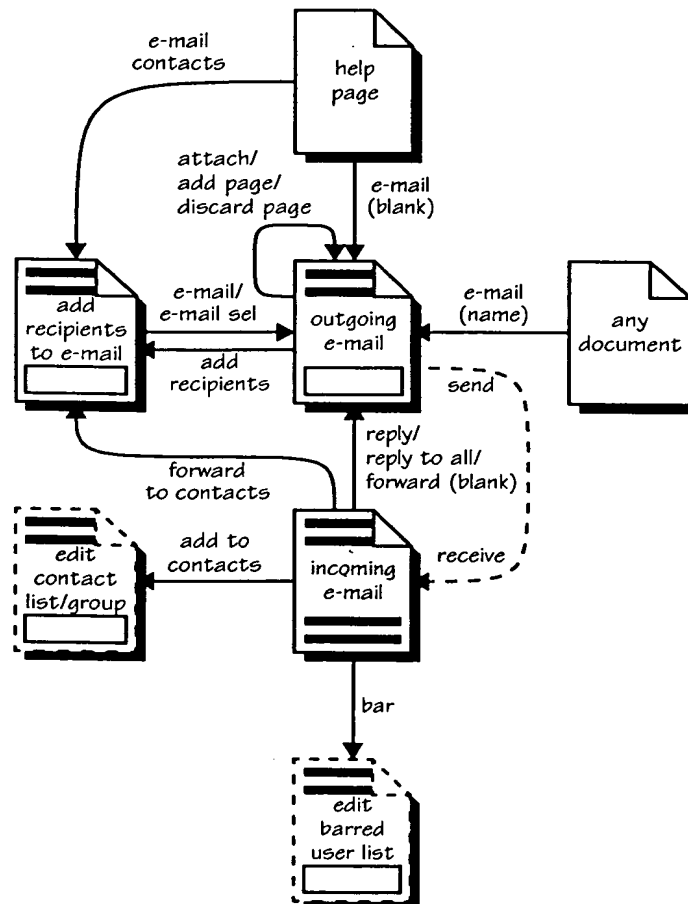 e-mail
contacts
help
page
attach/
add page/
discard page
e-mail
(blank)
add
recipients
to e-mail
e-mail/
e-mail sel
add
recipients
outgoing
e-mail
e-mail
(name)
any
document
send
forward
to contacts
reply/
reply to all/
forward (blank)
edit
contact
list/group
add to
contacts
incoming
e-mail
receive
bar
edit
barred
user list